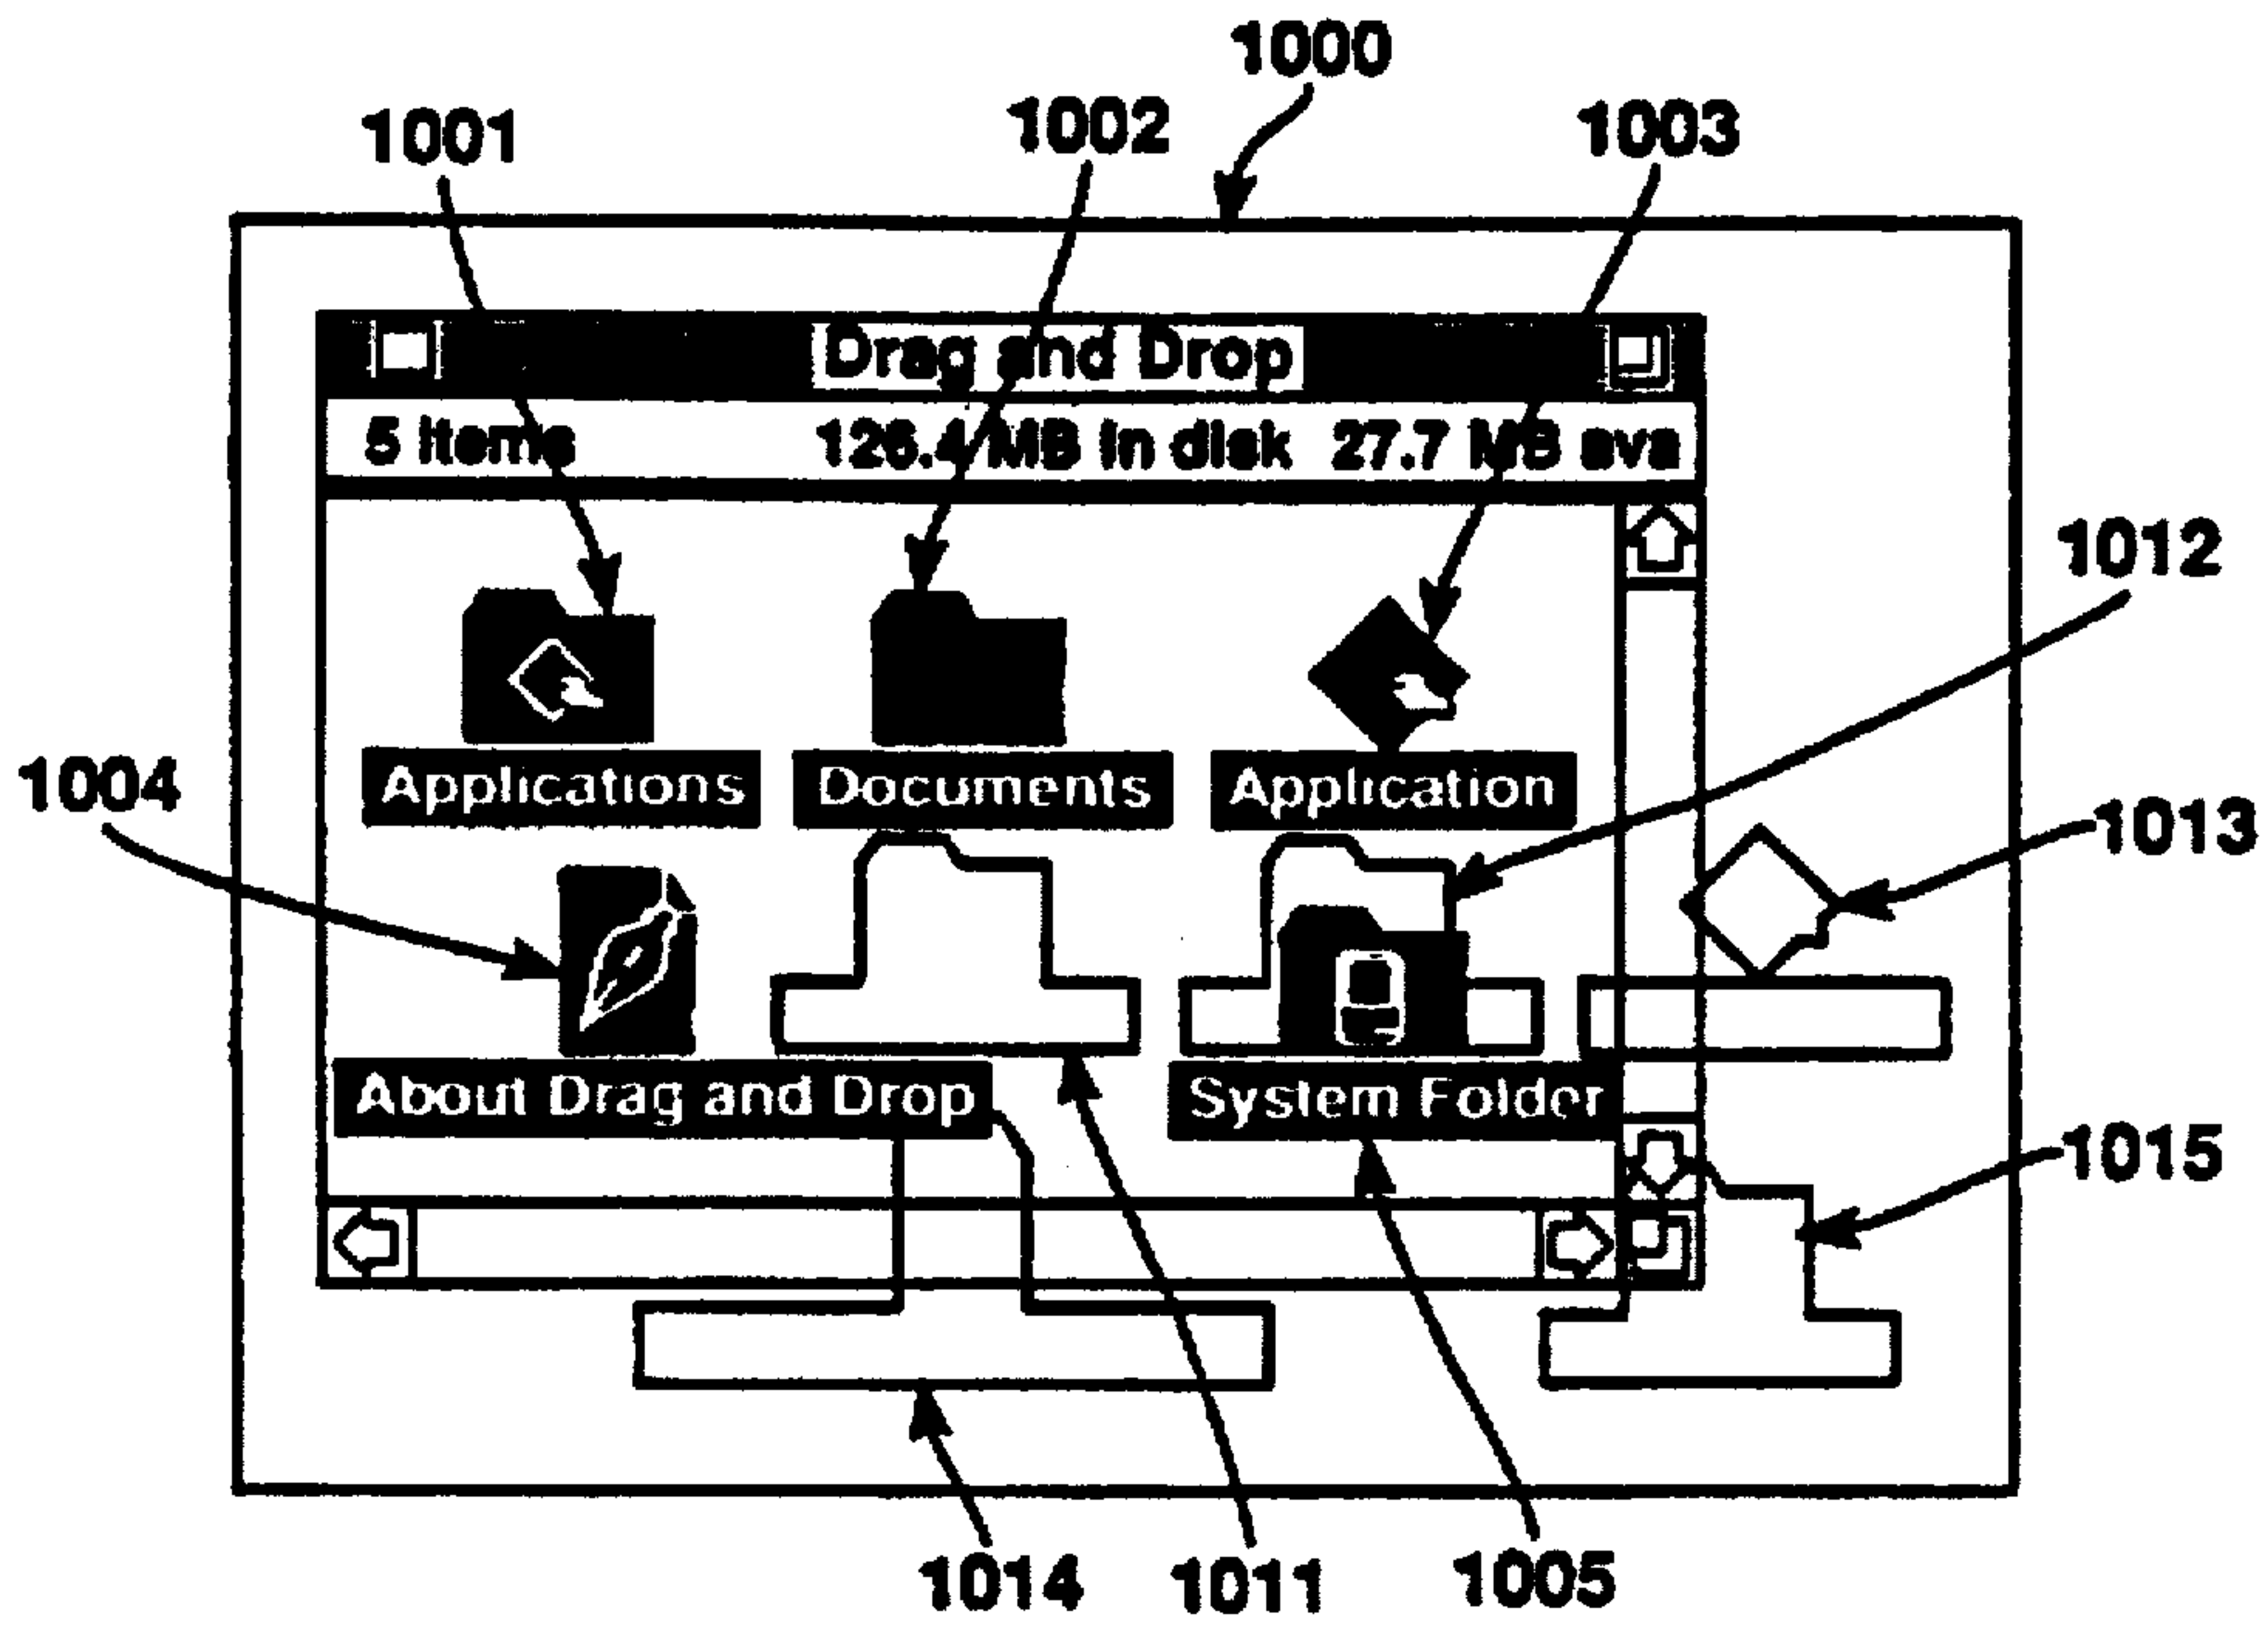 1000
1001 1002 1003
Drag and Drop
5 items 126.4 MB in disk 27.7 MB ava
1012
Applications Documents Application
1004
1013
About Drag and Drop System Folder
1015
1014 1011 1005